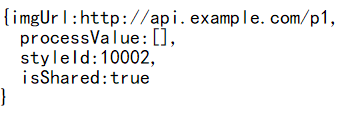 {imgUrl:http://api.example.com/p1,
  processValue:[],
  styleId:10002,
  isShared:true
}